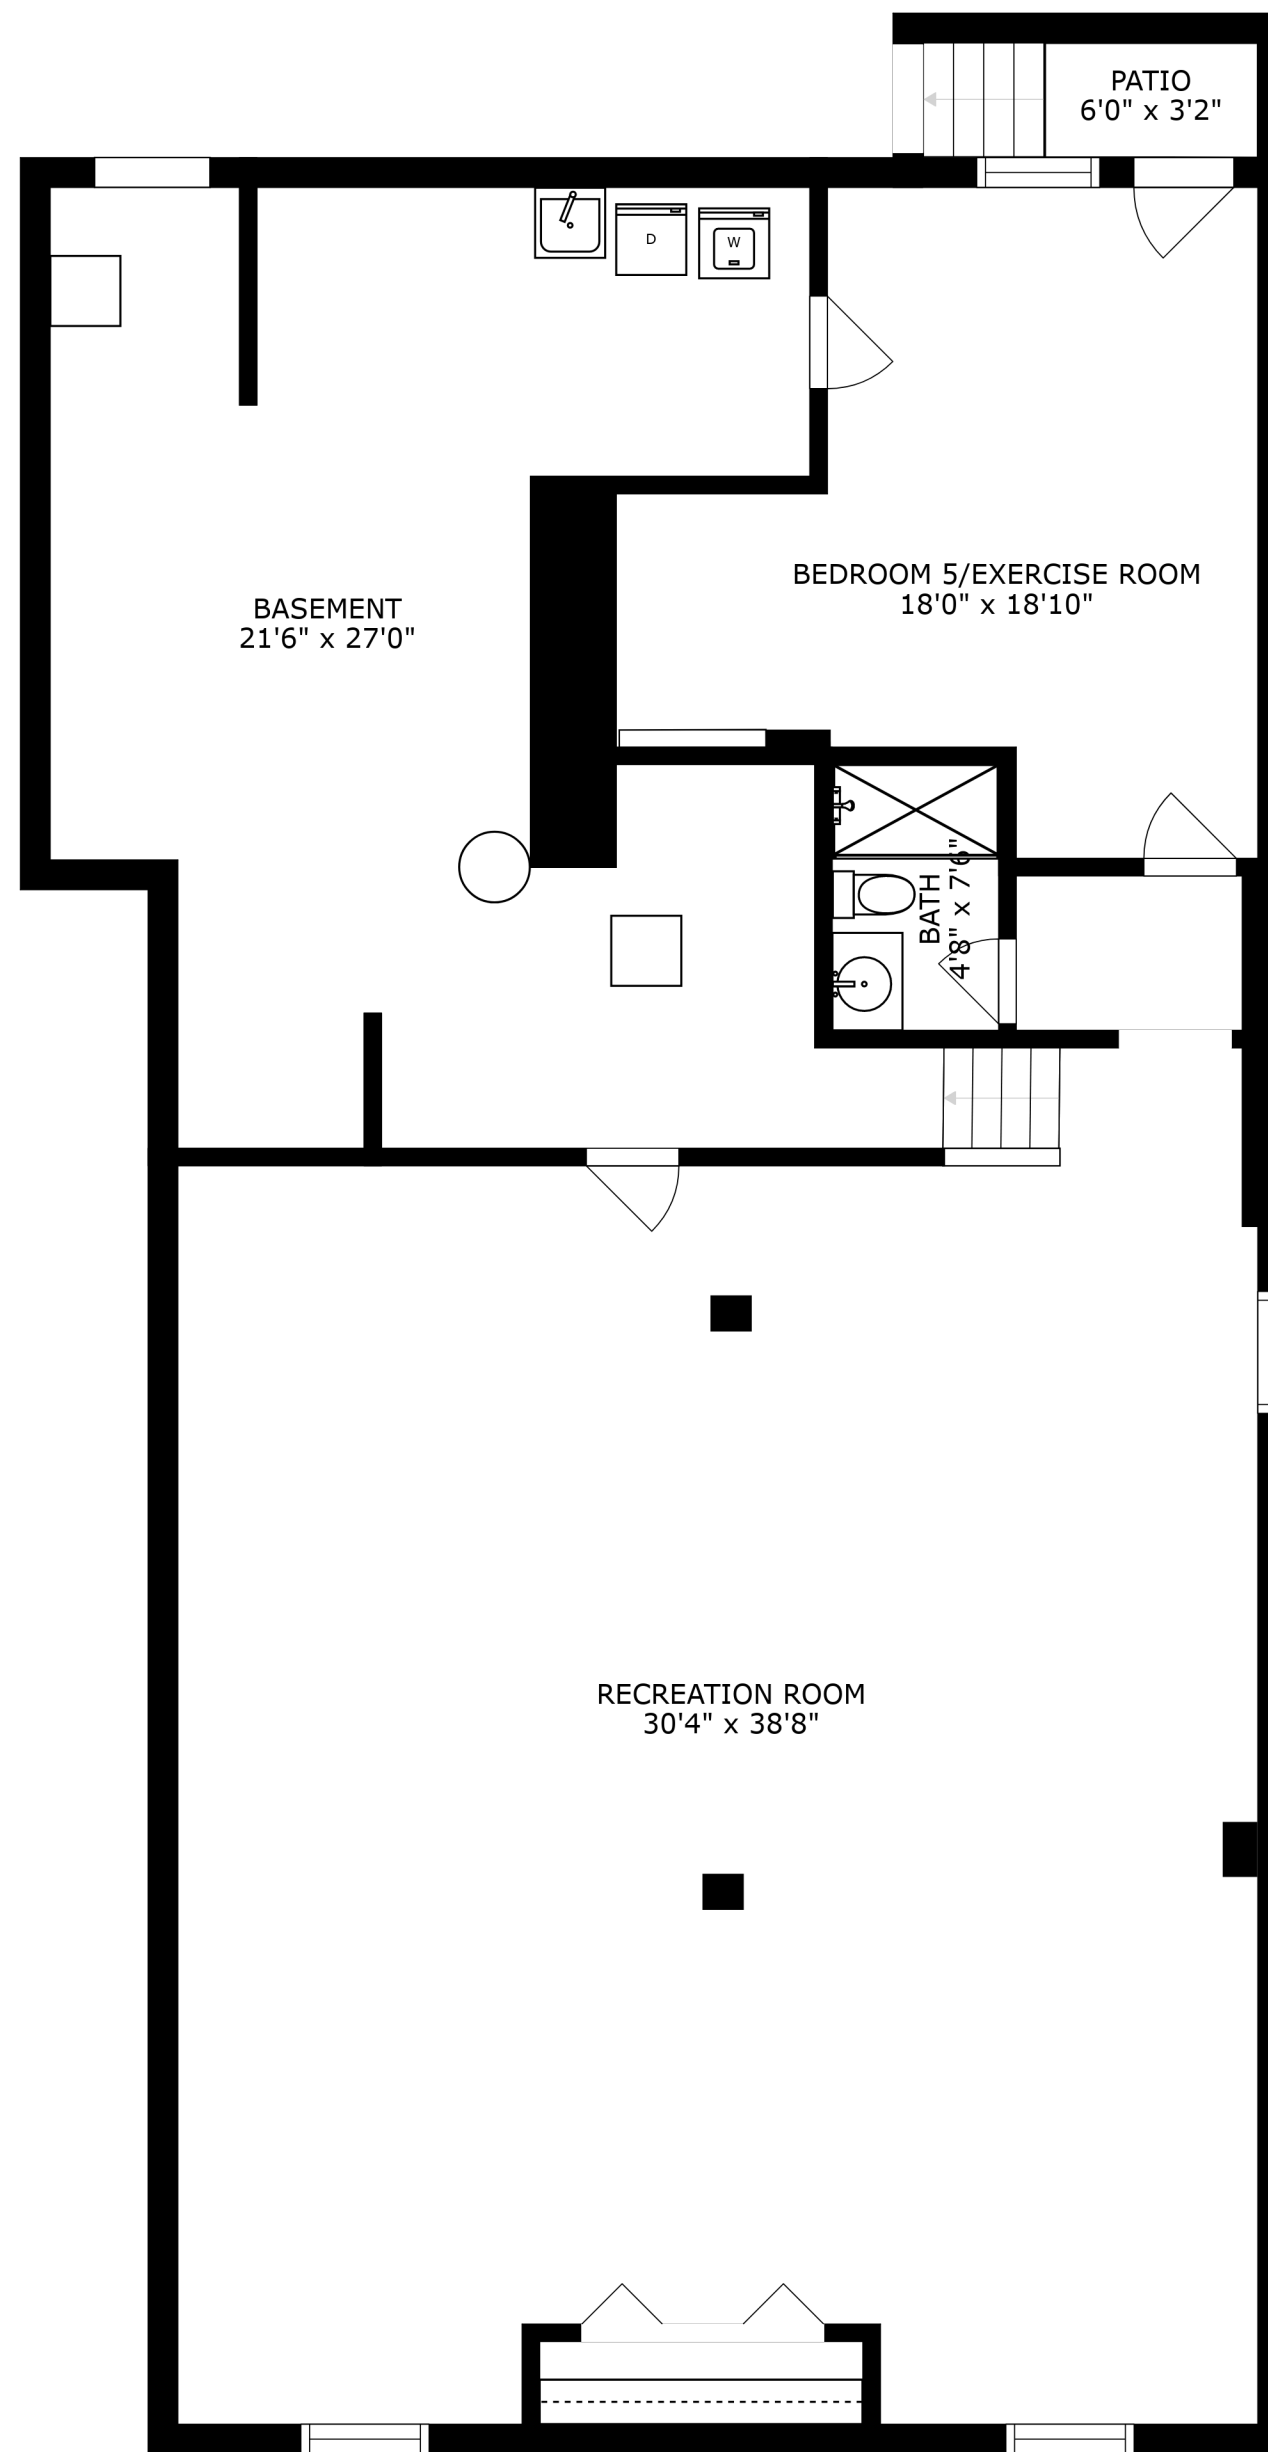 PATIO
6'0" x 3'2"
D
W
BEDROOM 5/EXERCISE ROOM
18'0" x 18'10"
BASEMENT
21'6" x 27'0"
BATH
4'8" x 7'6"
RECREATION ROOM
30'4" x 38'8"